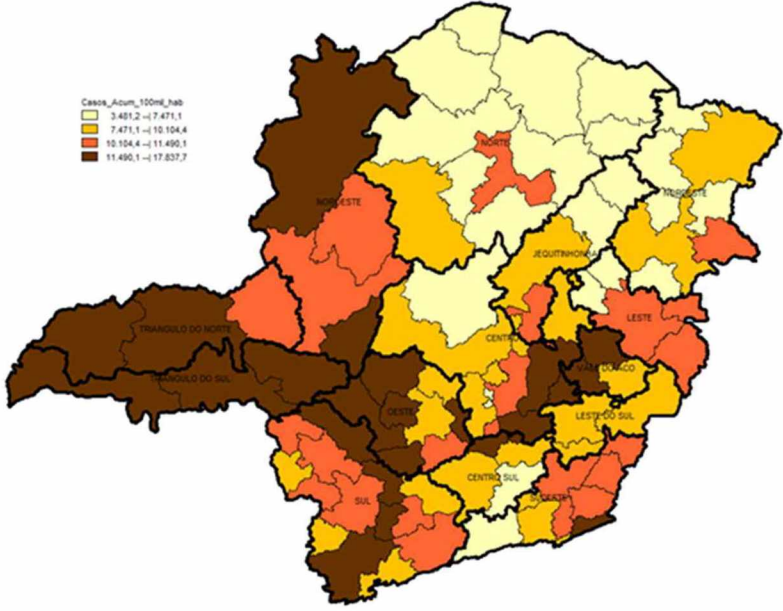 Casos_Acum_100mil_hab
3.481,2 --| 7.471,1
7.471,1 --| 10.104,4
10.104,4 --| 11.490,1
11.490,1 --| 17.837,7
NORTE
NORDESTE
NOROESTE
JEQUITINHONHA
TRIANGULO DO NORTE
LESTE
CENTRO
VALE DO AÇO
TRIANGULO DO SUL
OESTE
LESTE DO SUL
CENTRO SUL
SUL
SUDESTE